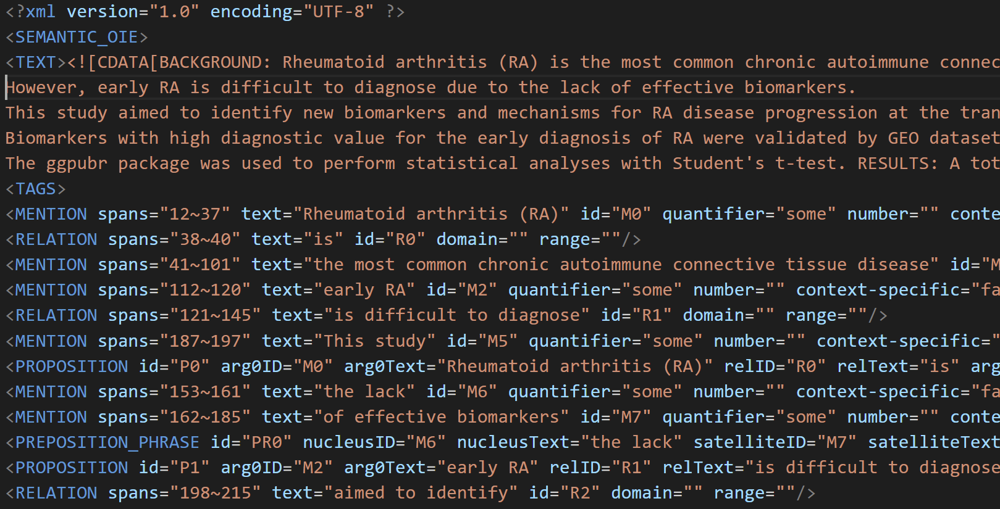 <?xml version="1.0" encoding="UTF-8" ?>
<SEMANTIC_OIE>
<TEXT><![CDATA[BACKGROUND: Rheumatoid arthritis (RA) is the most common chronic autoimmune connec
However, early RA is difficult to diagnose due to the lack of effective biomarkers.
This study aimed to identify new biomarkers and mechanisms for RA disease progression at the tran
Biomarkers with high diagnostic value for the early diagnosis of RA were validated by GEO dataset
The ggpubr package was used to perform statistical analyses with Student's t-test. RESULTS: A tot
<TAGS>
<MENTION spans="12~37" text="Rheumatoid arthritis (RA)" id="M0" quantifier="some" number="" conte
<RELATION spans="38~40" text="is" id="R0" domain="" range=""/>
<MENTION spans="41~101" text="the most common chronic autoimmune connective tissue disease" id="M
<MENTION spans="112~120" text="early RA" id="M2" quantifier="some" number="" context-specific="fa
<RELATION spans="121~145" text="is difficult to diagnose" id="R1" domain="" range=""/>
<MENTION spans="187~197" text="This study" id="M5" quantifier="some" number="" context-specific="
<PROPOSITION id="P0" arg0ID="M0" arg0Text="Rheumatoid arthritis (RA)" relID="R0" relText="is" arg
<MENTION spans="153~161" text="the lack" id="M6" quantifier="some" number="" context-specific="fa
<MENTION spans="162~185" text="of effective biomarkers" id="M7" quantifier="some" number="" conte
<PREPOSITION_PHRASE id="PR0" nucleusID="M6" nucleusText="the lack" satelliteID="M7" satelliteText
<PROPOSITION id="P1" arg0ID="M2" arg0Text="early RA" relID="R1" relText="is difficult to diagnose
<RELATION spans="198~215" text="aimed to identify" id="R2" domain="" range=""/>